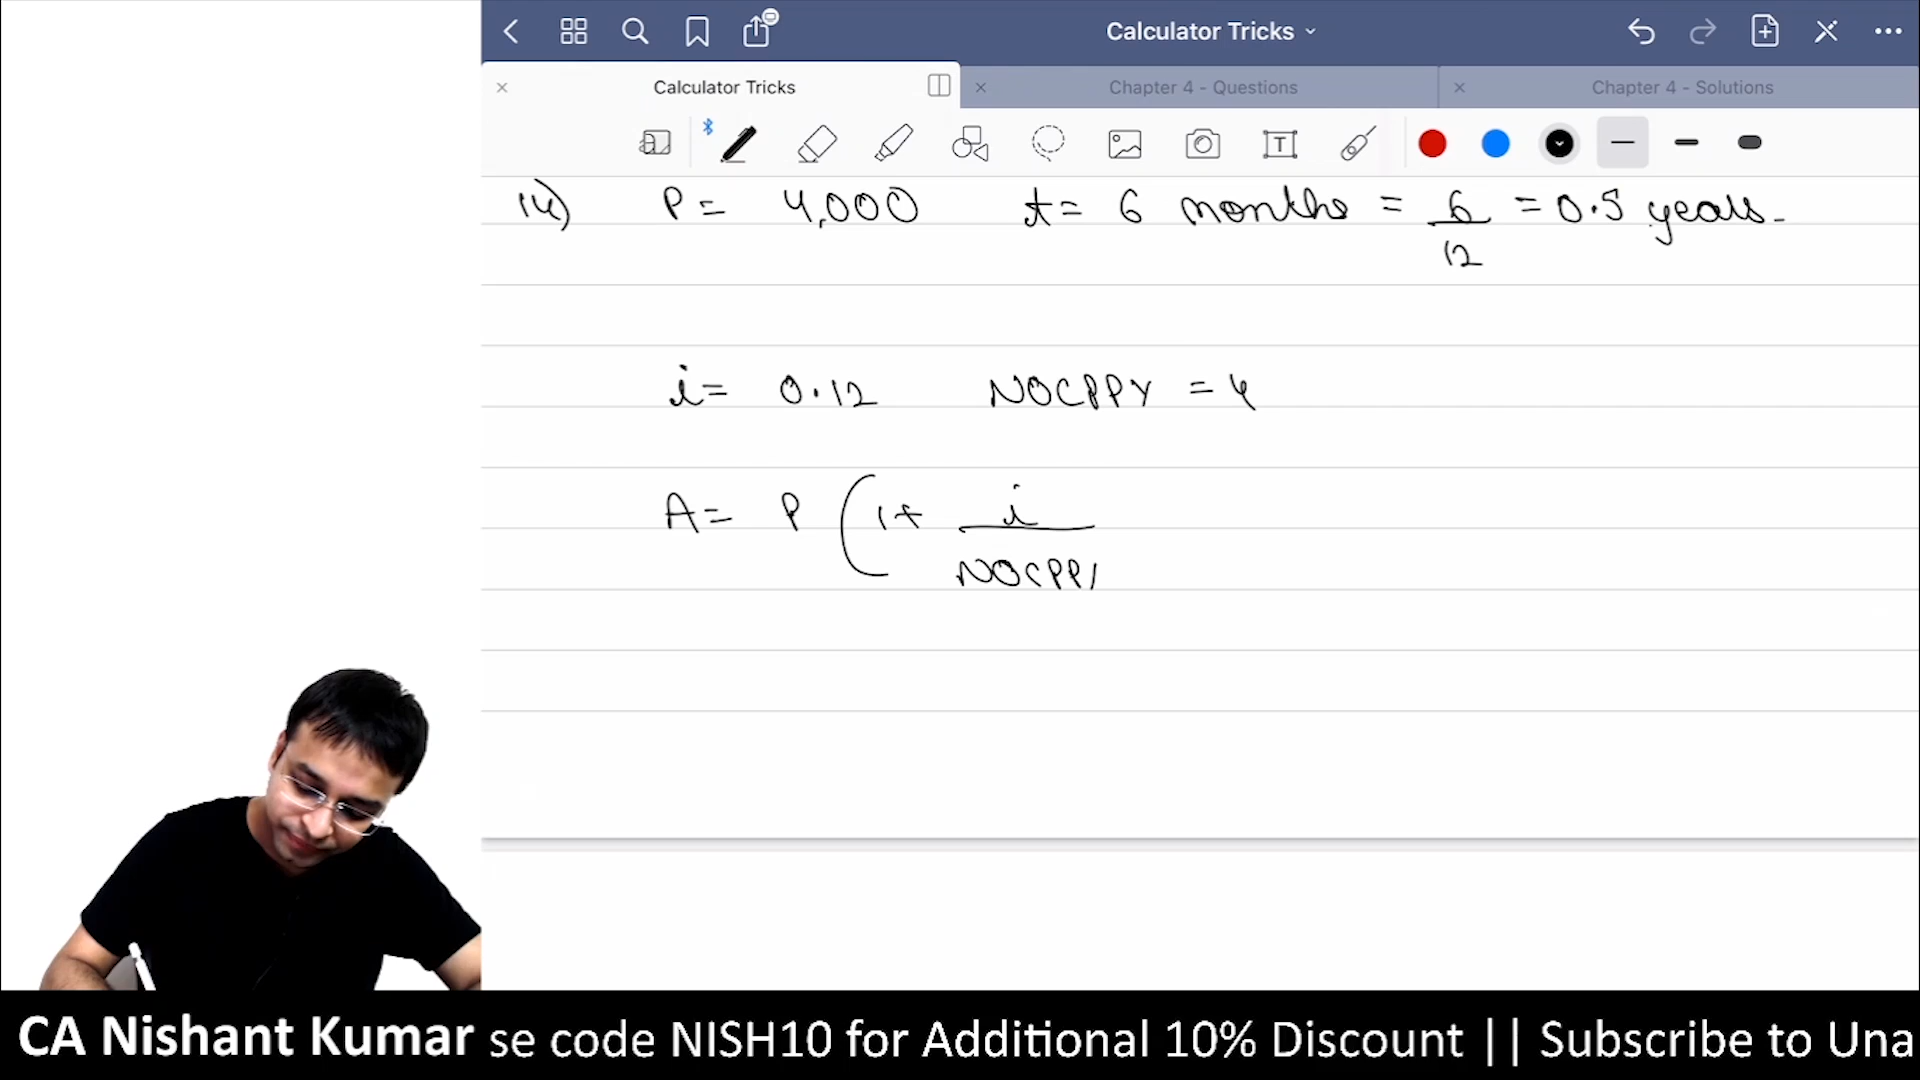 Calculator Tricks
Calculator Tricks
Chapter 4 - Questions
Chapter 4 - Solutions
14) P = 4,000 t = 6 months = 6/12 = 0.5 years.
i = 0.12 NOCPPY = 4
A = P ( 1 + i/NOCPP
CA Nishant Kumar se code NISH10 for Additional 10% Discount || Subscribe to Una